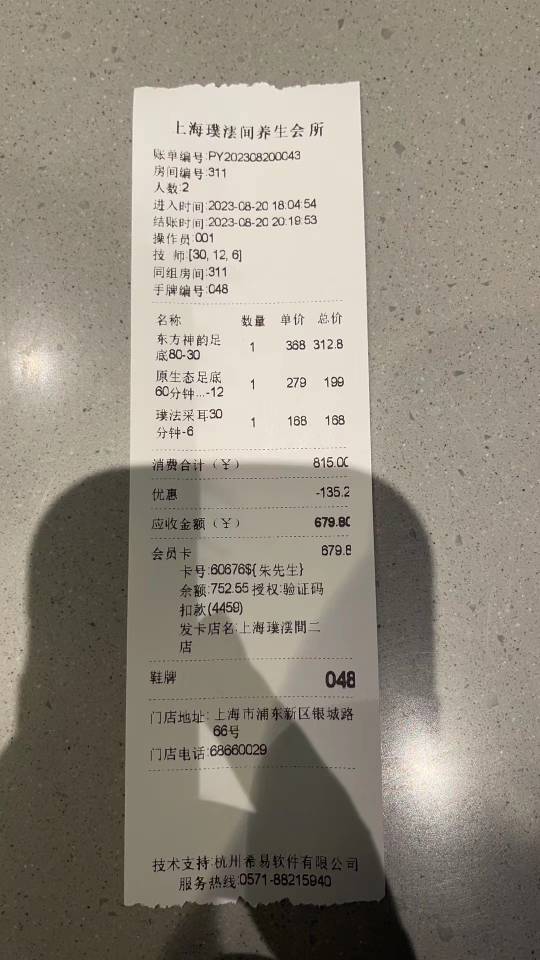 上海璞渘间养生会所
账单编号:PY202308200043
房间编号:311
人数:2
进入时间:2023-08-20 18:04:54
结账时间:2023-08-20 20:19:53
操作员:001
技 师:[30, 12, 6]
同组房间:311
手牌编号:048
名称 数量 单价 总价
东方神韵足
底80-30 1 368 312.8
原生态足底
60分钟...-12 1 279 199
璞法采耳30
分钟-6 1 168 168
消费合计（￥） 815.00
优惠 -135.2
应收金额（￥） 679.80
会员卡 679.8
卡号:60676${朱先生}
余额:752.55 授权:验证码
扣款(4459)
发卡店名:上海璞渘間二
店
鞋牌 048
门店地址: 上海市浦东新区银城路
66号
门店电话:68660029
技术支持:杭州希易软件有限公司
服务热线:0571-88215940